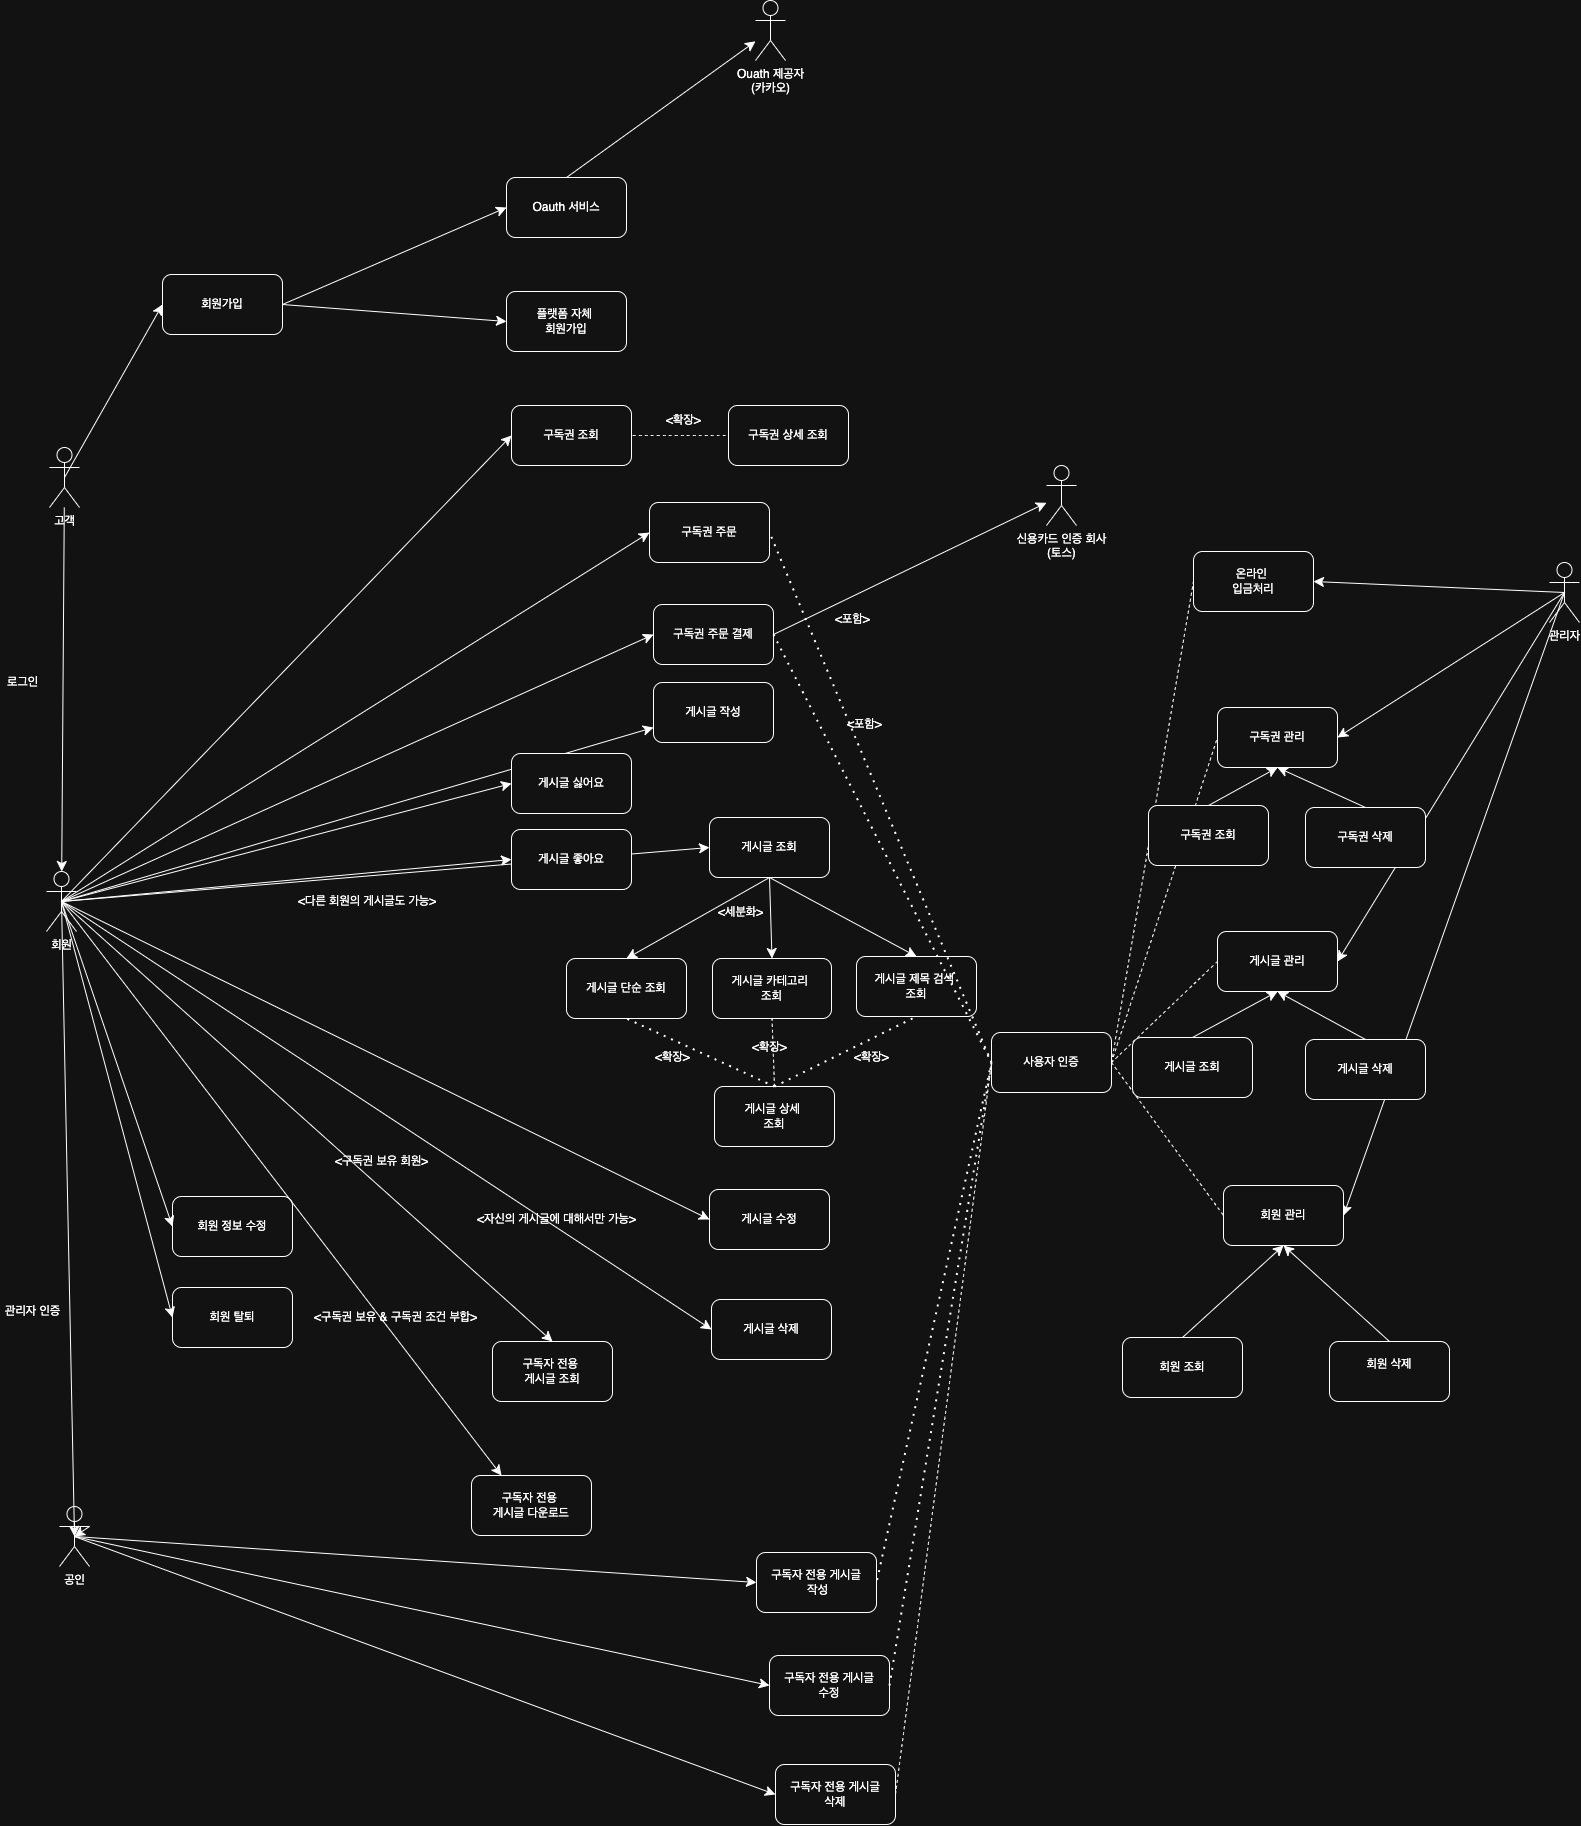 Ouath 제공자
(카카오)
Oauth 서비스
회원가입
플랫폼 자체
회원가입
구독권 조회
<확장>
구독권 상세 조회
고객
구독권 주문
신용카드 인증 회사
(토스)
온라인
입금처리
관리자
구독권 주문 결제
<포함>
로그인
게시글 작성
<포함>
구독권 관리
게시글 싫어요
구독권 조회
구독권 삭제
게시글 좋아요
게시글 조회
<다른 회원의 게시글도 가능>
<세분화>
회원
게시글 관리
게시글 단순 조회
게시글 카테고리
조회
게시글 제목 검색
조회
<확장>
<확장>
<확장>
사용자 인증
게시글 조회
게시글 삭제
게시글 상세
조회
<구독권 보유 회원>
회원 정보 수정
<자신의 게시글에 대해서만 가능>
게시글 수정
회원 관리
관리자 인증
회원 탈퇴
<구독권 보유 & 구독권 조건 부합>
게시글 삭제
구독자 전용
게시글 조회
회원 조회
회원 삭제
구독자 전용
게시글 다운로드
공인
구독자 전용 게시글
작성
구독자 전용 게시글
수정
구독자 전용 게시글
삭제